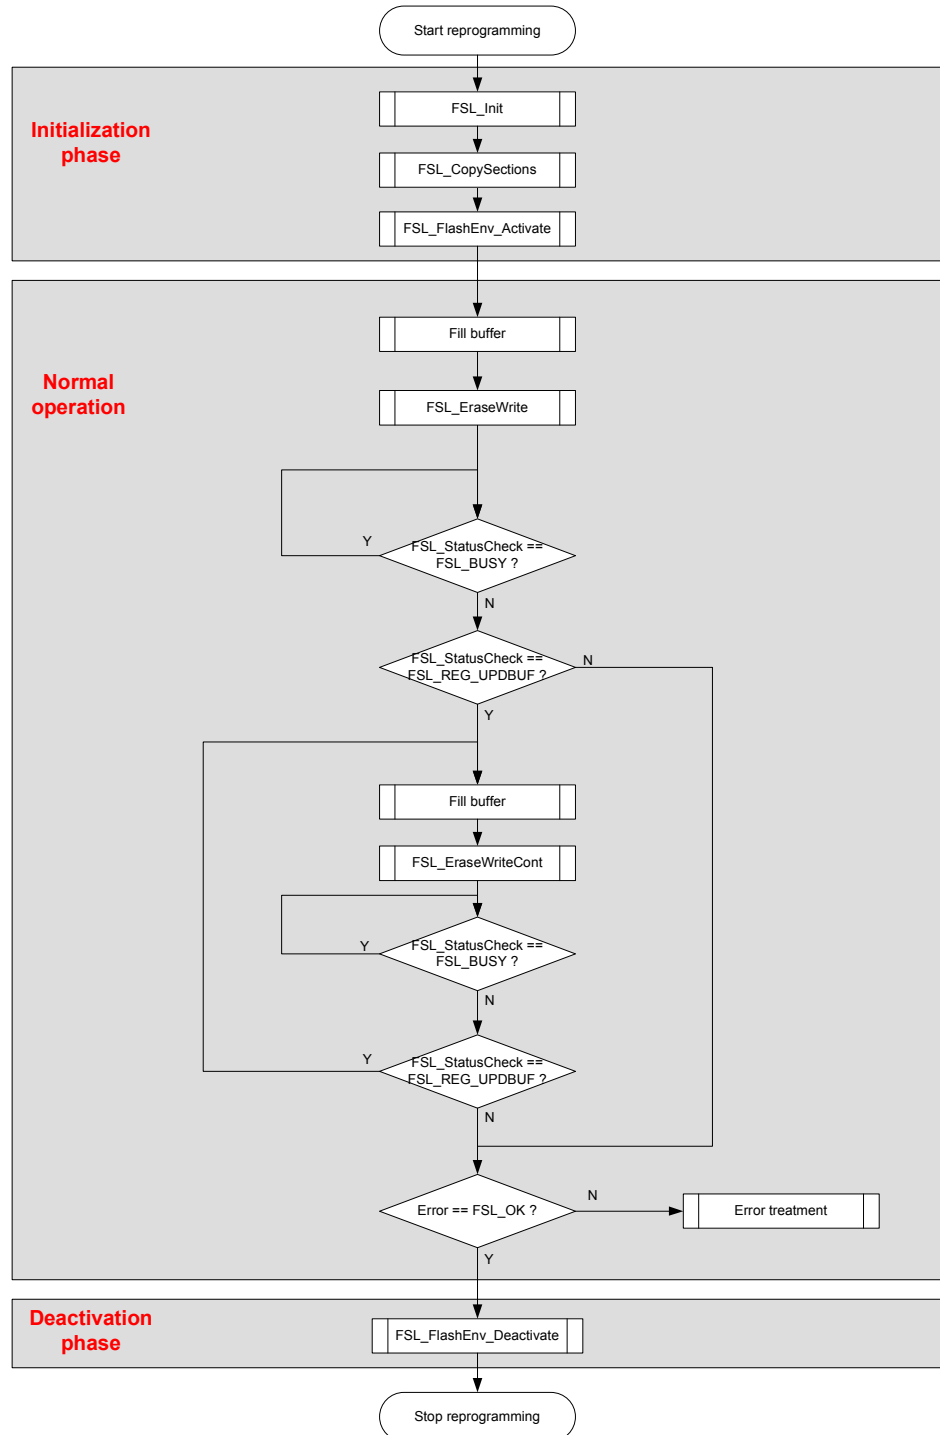 Start reprogramming
Initialization
phase
FSL_Init
FSL_CopySections
FSL_FlashEnv_Activate
Normal
operation
Fill buffer
FSL_EraseWrite
Y
FSL_StatusCheck ==
FSL_BUSY ?
N
FSL_StatusCheck ==
FSL_REG_UPDBUF ?
N
Y
Fill buffer
FSL_EraseWriteCont
Y
FSL_StatusCheck ==
FSL_BUSY ?
N
Y
FSL_StatusCheck ==
FSL_REG_UPDBUF ?
N
Error == FSL_OK ?
N
Error treatment
Y
Deactivation
phase
FSL_FlashEnv_Deactivate
Stop reprogramming